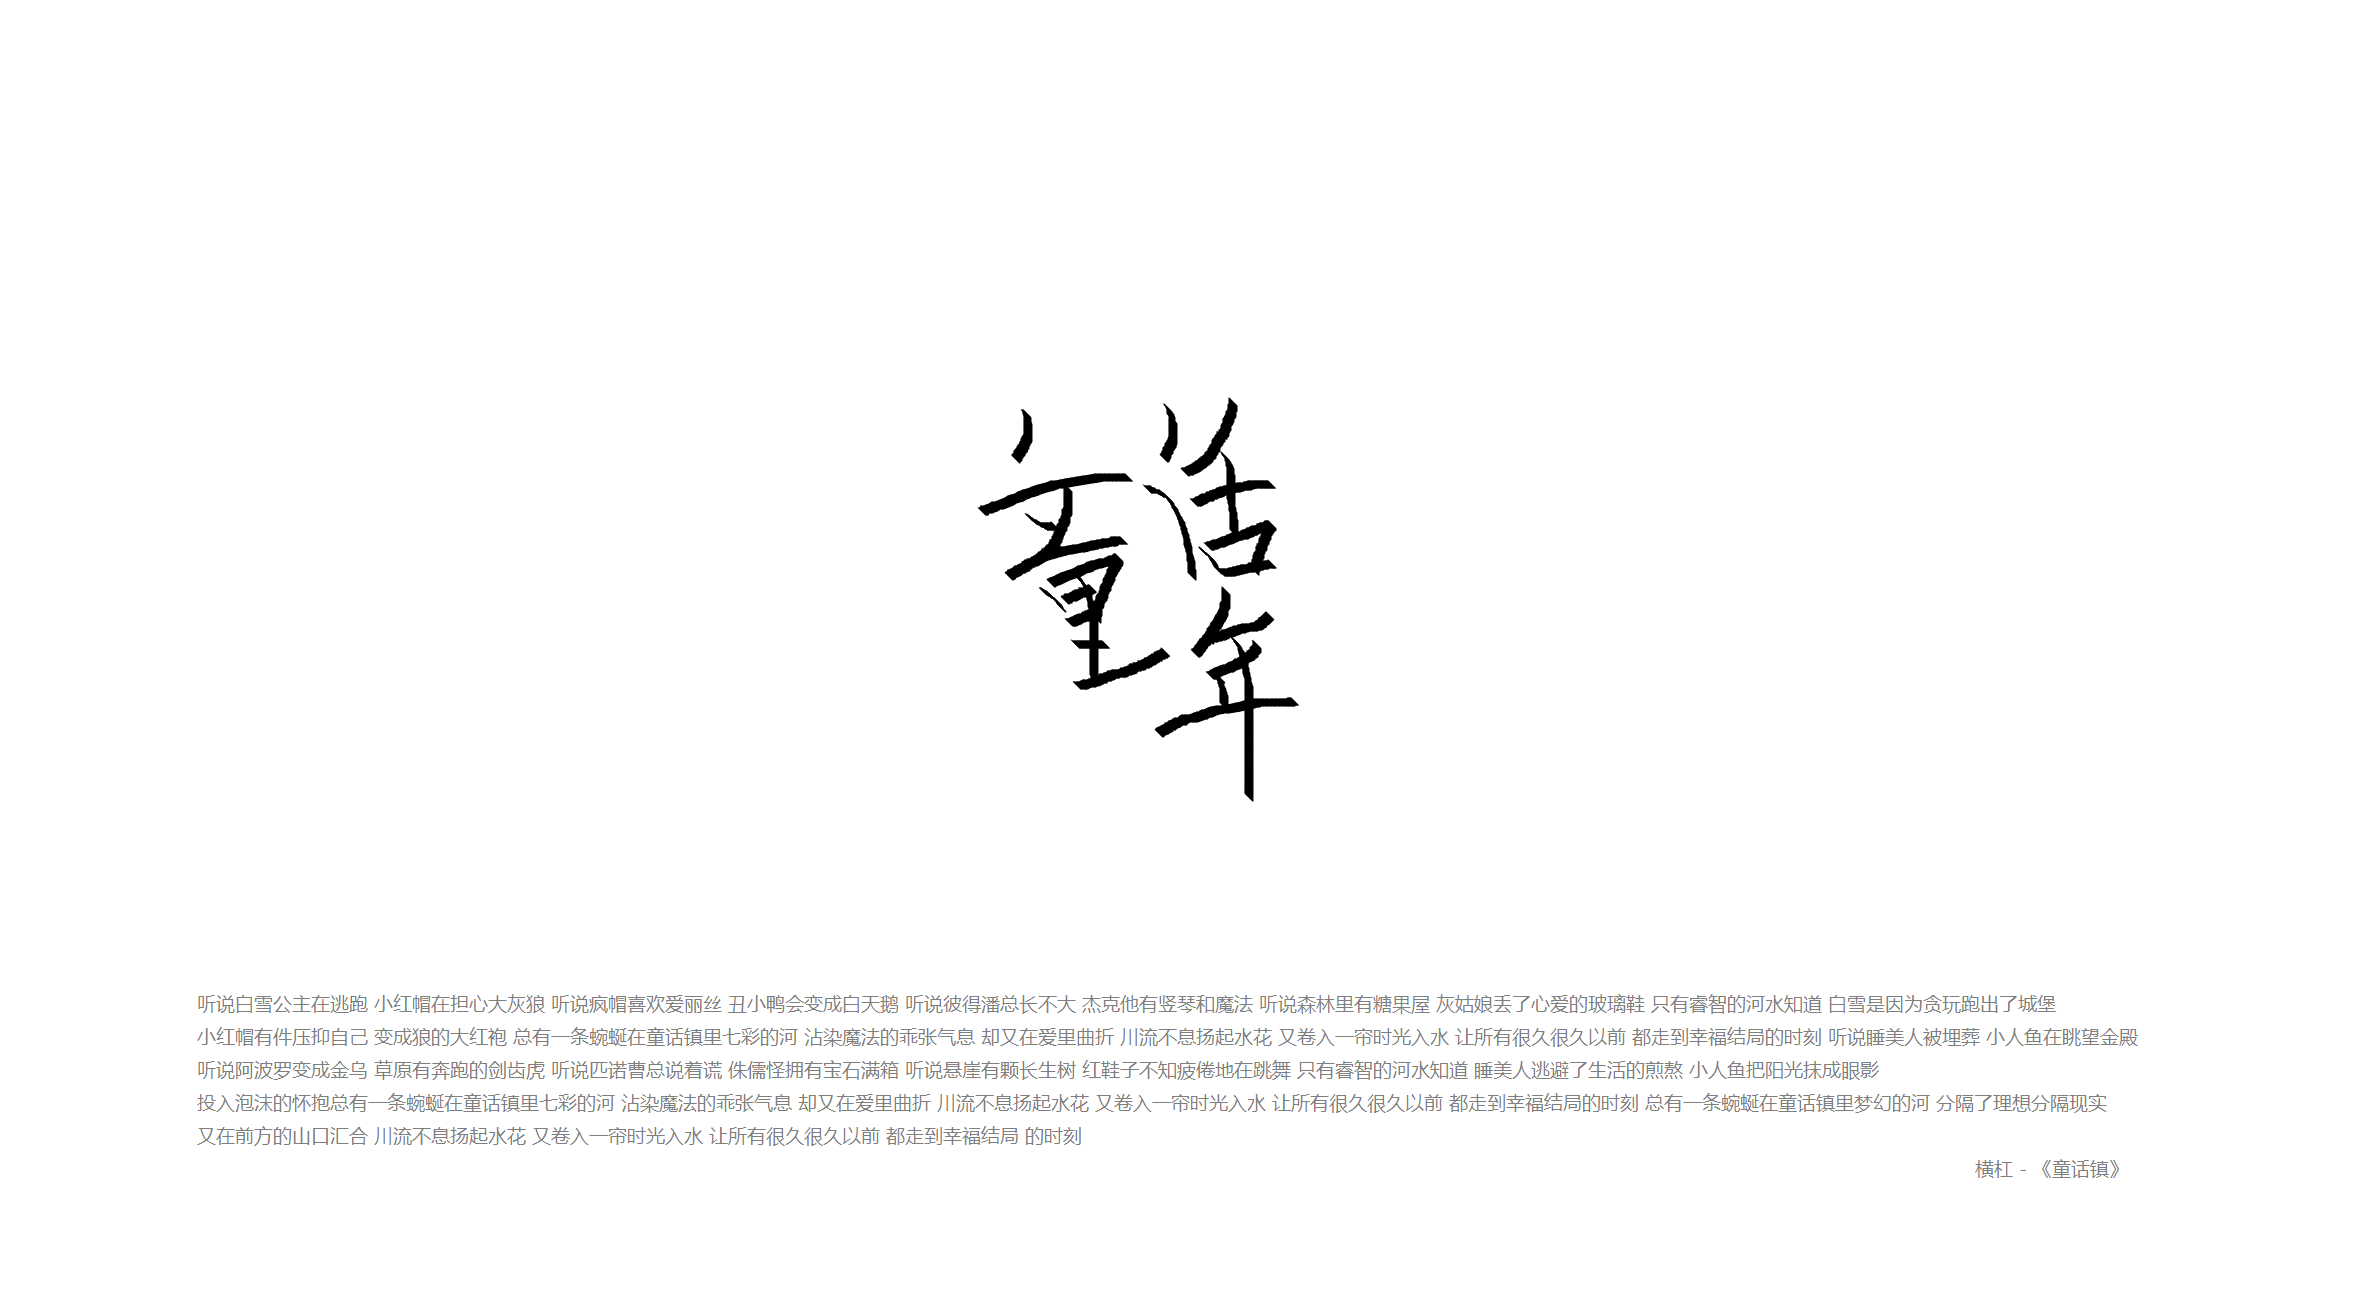 童话年
听说白雪公主在逃跑 小红帽在担心大灰狼 听说疯帽喜欢爱丽丝 丑小鸭会变成白天鹅 听说彼得潘总长不大 杰克他有竖琴和魔法 听说森林里有糖果屋 灰姑娘丢了心爱的玻璃鞋 只有睿智的河水知道 白雪是因为贪玩跑出了城堡
小红帽有件压抑自己 变成狼的大红袍 总有一条蜿蜒在童话镇里七彩的河 沾染魔法的乖张气息 却又在爱里曲折 川流不息扬起水花 又卷入一帘时光入水 让所有很久很久以前 都走到幸福结局的时刻 听说睡美人被埋葬 小人鱼在眺望金殿
听说阿波罗变成金乌 草原有奔跑的剑齿虎 听说匹诺曹总说着谎 侏儒怪拥有宝石满箱 听说悬崖有颗长生树 红鞋子不知疲倦地在跳舞 只有睿智的河水知道 睡美人逃避了生活的煎熬 小人鱼把阳光抹成眼影
投入泡沫的怀抱总有一条蜿蜒在童话镇里七彩的河 沾染魔法的乖张气息 却又在爱里曲折 川流不息扬起水花 又卷入一帘时光入水 让所有很久很久以前 都走到幸福结局的时刻 总有一条蜿蜒在童话镇里梦幻的河 分隔了理想分隔现实
又在前方的山口汇合 川流不息扬起水花 又卷入一帘时光入水 让所有很久很久以前 都走到幸福结局 的时刻
横杠 - 《童话镇》